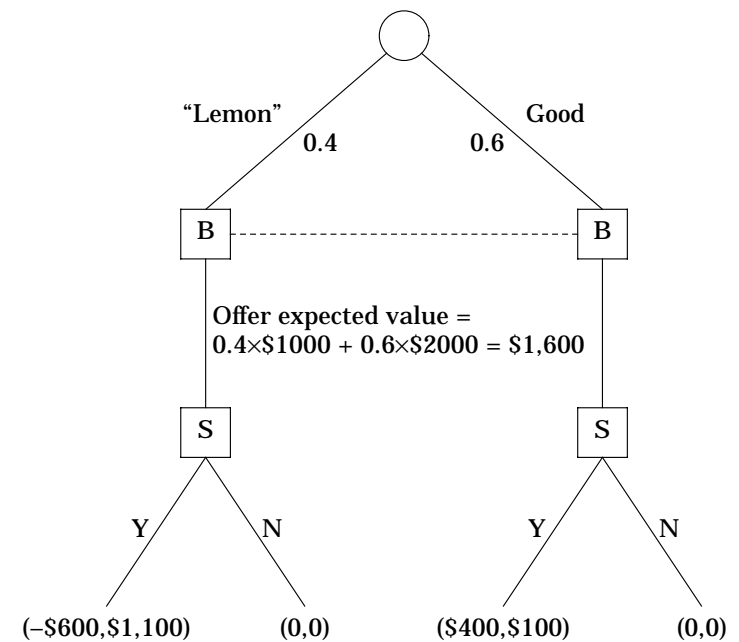 “Lemon”
Good
0.4
0.6
B
B
Offer expected value =
0.4×$1000 + 0.6×$2000 = $1,600
S
S
Y
N
Y
N
(–$600,$1,100)
(0,0)
($400,$100)
(0,0)